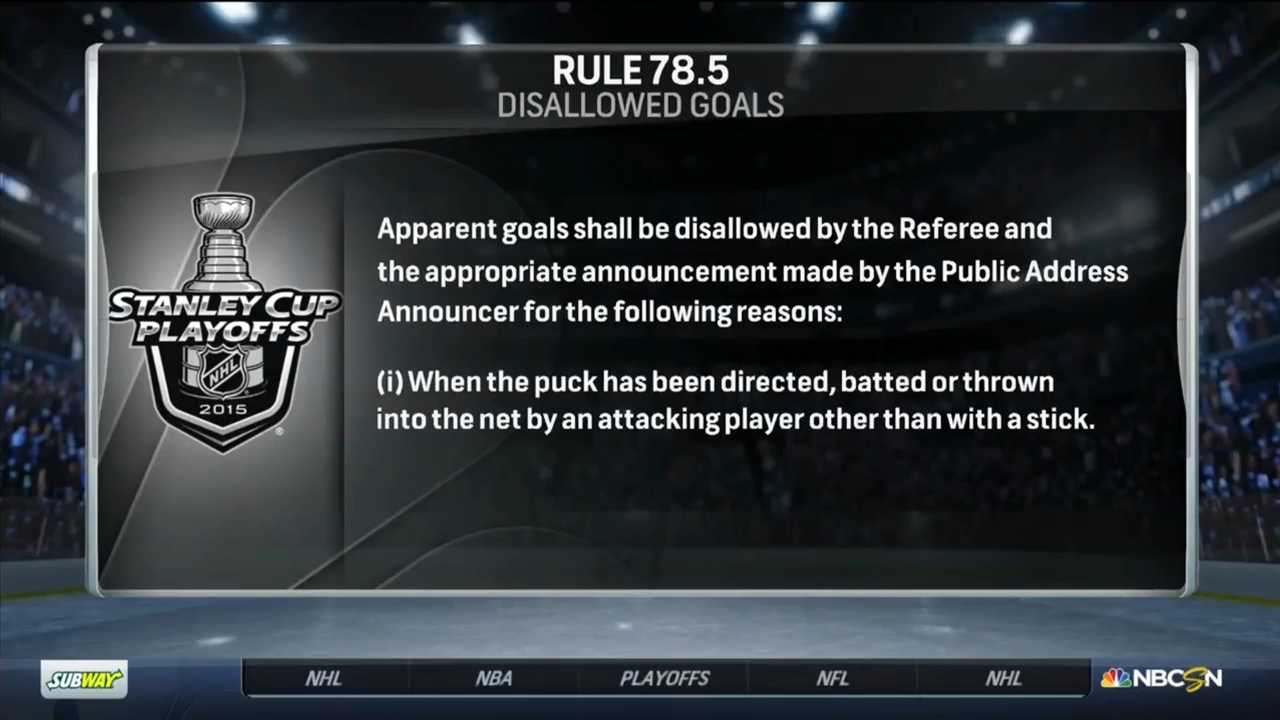 RULE 78.5
DISALLOWED GOALS
Apparent goals shall be disallowed by the Referee and
the appropriate announcement made by the Public Address
Announcer for the following reasons:
(i) When the puck has been directed, batted or thrown
into the net by an attacking player other than with a stick.
STANLEY CUP
PLAYOFFS
NHL
2015
®
SUBWAY
NHL NBA PLAYOFFS NFL NHL
NBCSN